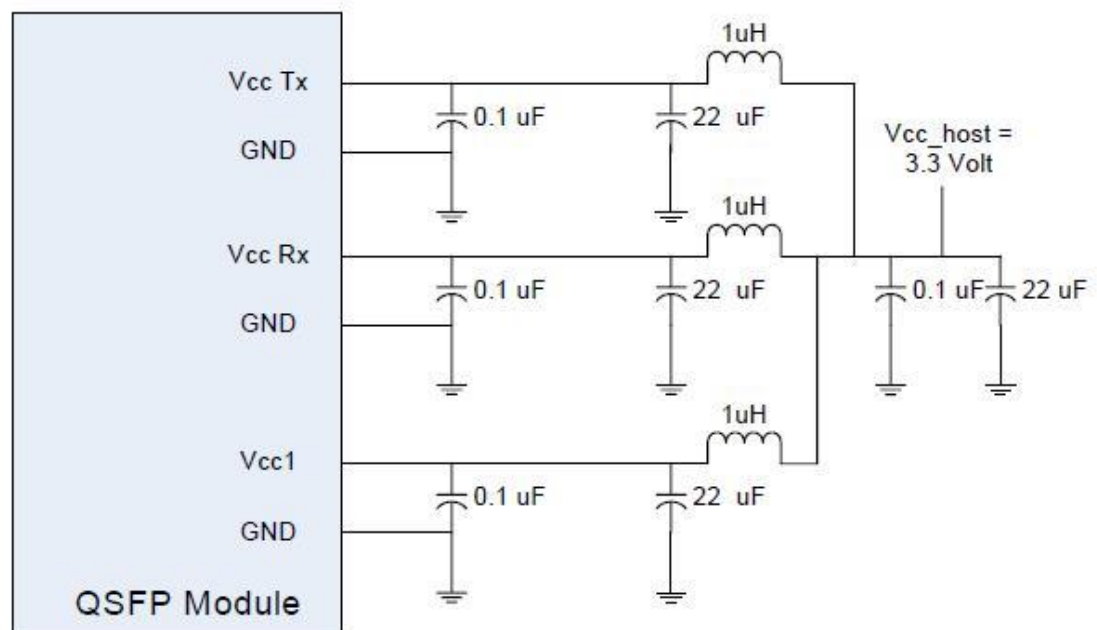 1uH
Vcc Tx
0.1 uF
22 uF
GND
Vcc_host =
3.3 Volt
1uH
Vcc Rx
0.1 uF
22 uF
0.1 uF
22 uF
GND
1uH
Vcc1
0.1 uF
22 uF
GND
QSFP Module